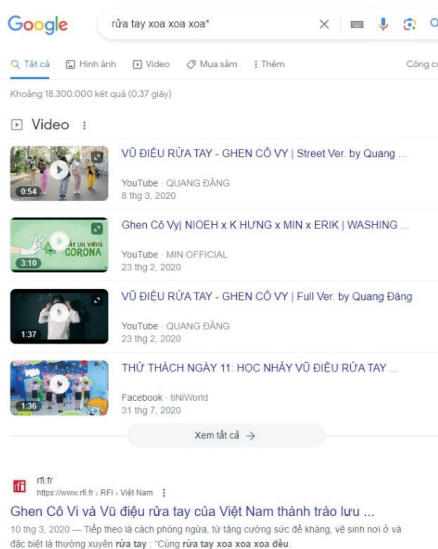 Google
rửa tay xoa xoa xoa*
Tất cả Hình ảnh Video Mua sắm Thêm Công cụ
Khoảng 18.300.000 kết quả (0,37 giây)
Video
VŨ ĐIỆU RỬA TAY - GHEN CÔ VY | Street Ver. by Quang ...
YouTube · QUANG ĐĂNG
0:54
8 thg 3, 2020
Ghen Cô Vy| NIOEH x K.HƯNG x MIN x ERIK | WASHING ...
CORONA
YouTube · MIN OFFICIAL
3:10
23 thg 2, 2020
VŨ ĐIỆU RỬA TAY - GHEN CÔ VY | Full Ver. by Quang Đăng
YouTube · QUANG ĐĂNG
1:37
23 thg 2, 2020
THỬ THÁCH NGÀY 11: HỌC NHẢY VŨ ĐIỆU RỬA TAY ...
Facebook · tiNiWorld
1:36
31 thg 7, 2020
Xem tất cả →
rfi
rfi.fr
https://www.rfi.fr › RFI › Việt Nam
Ghen Cô Vi và Vũ điệu rửa tay của Việt Nam thành trào lưu ...
10 thg 3, 2020 — Tiếp theo là cách phòng ngừa, từ tăng cường sức đề kháng, vệ sinh nơi ở và
đặc biệt là thường xuyên rửa tay : “Cùng rửa tay xoa xoa xoa xoa đều.